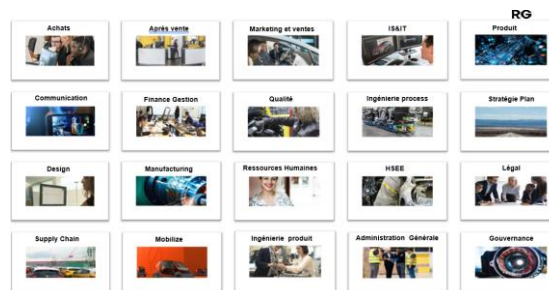 RG
Achats
Après vente
Marketing et ventes
IS&IT
Produit
Communication
Finance Gestion
Qualité
Ingénierie process
Stratégie Plan
Design
Manufacturing
Ressources Humaines
HSEE
Légal
Supply Chain
Mobilize
Ingénierie produit
Administration Générale
Gouvernance